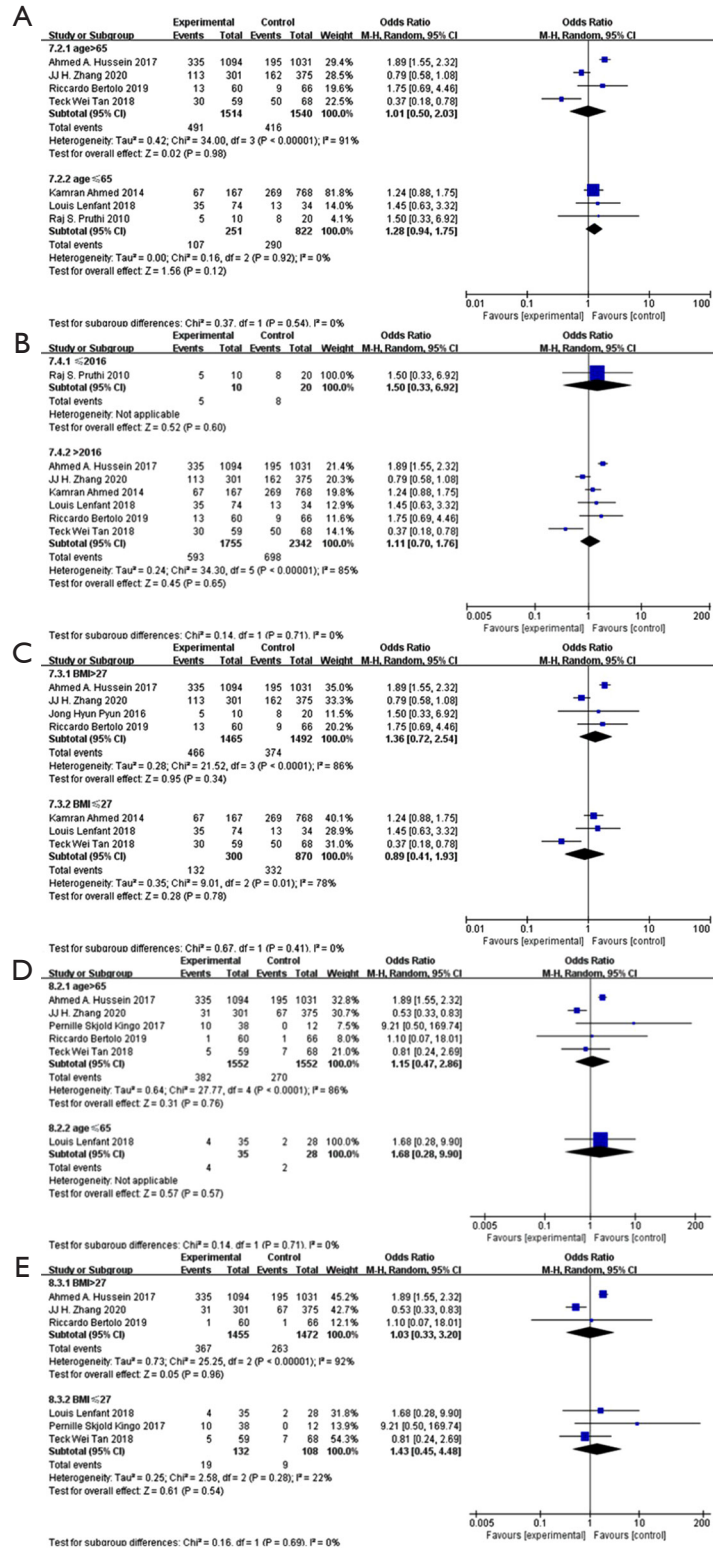 A
Experimental Control Odds Ratio Odds Ratio
Study or Subgroup Events Total Events Total Weight M-H, Random, 95% CI M-H, Random, 95% CI
7.2.1 age>65
Ahmed A. Hussein 2017 335 1094 195 1031 29.4% 1.89 [1.55, 2.32]
JJ H. Zhang 2020 113 301 162 375 28.5% 0.79 [0.58, 1.08]
Riccardo Bertolo 2019 13 60 9 66 19.6% 1.75 [0.69, 4.46]
Teck Wei Tan 2018 30 59 50 68 22.5% 0.37 [0.18, 0.78]
Subtotal (95% CI) 1514 1540 100.0% 1.01 [0.50, 2.03]
Total events 491 416
Heterogeneity: Tau² = 0.42; Chi² = 34.00, df = 3 (P < 0.00001); I² = 91%
Test for overall effect: Z = 0.02 (P = 0.98)
7.2.2 age≤65
Kamran Ahmed 2014 67 167 269 768 81.8% 1.24 [0.88, 1.75]
Louis Lenfant 2018 35 74 13 34 14.0% 1.45 [0.63, 3.32]
Raj S. Pruthi 2010 5 10 8 20 4.1% 1.50 [0.33, 6.92]
Subtotal (95% CI) 251 822 100.0% 1.28 [0.94, 1.75]
Total events 107 290
Heterogeneity: Tau² = 0.00; Chi² = 0.16, df = 2 (P = 0.92); I² = 0%
Test for overall effect: Z = 1.56 (P = 0.12)
0.01 0.1 1 10 100
Favours [experimental] Favours [control]
Test for subgroup differences: Chi² = 0.37, df = 1 (P = 0.54), I² = 0%
B
Experimental Control Odds Ratio Odds Ratio
Study or Subgroup Events Total Events Total Weight M-H, Random, 95% CI M-H, Random, 95% CI
7.4.1 ≤2016
Raj S. Pruthi 2010 5 10 8 20 100.0% 1.50 [0.33, 6.92]
Subtotal (95% CI) 10 20 100.0% 1.50 [0.33, 6.92]
Total events 5 8
Heterogeneity: Not applicable
Test for overall effect: Z = 0.52 (P = 0.60)
7.4.2 >2016
Ahmed A. Hussein 2017 335 1094 195 1031 21.4% 1.89 [1.55, 2.32]
JJ H. Zhang 2020 113 301 162 375 20.3% 0.79 [0.58, 1.08]
Kamran Ahmed 2014 67 167 269 768 19.8% 1.24 [0.88, 1.75]
Louis Lenfant 2018 35 74 13 34 12.9% 1.45 [0.63, 3.32]
Riccardo Bertolo 2019 13 60 9 66 11.5% 1.75 [0.69, 4.46]
Teck Wei Tan 2018 30 59 50 68 14.1% 0.37 [0.18, 0.78]
Subtotal (95% CI) 1755 2342 100.0% 1.11 [0.70, 1.76]
Total events 593 698
Heterogeneity: Tau² = 0.24; Chi² = 34.30, df = 5 (P < 0.00001); I² = 85%
Test for overall effect: Z = 0.45 (P = 0.65)
0.005 0.1 1 10 200
Favours [experimental] Favours [control]
Test for subgroup differences: Chi² = 0.14, df = 1 (P = 0.71), I² = 0%
C
Experimental Control Odds Ratio Odds Ratio
Study or Subgroup Events Total Events Total Weight M-H, Random, 95% CI M-H, Random, 95% CI
7.3.1 BMI>27
Ahmed A. Hussein 2017 335 1094 195 1031 35.0% 1.89 [1.55, 2.32]
JJ H. Zhang 2020 113 301 162 375 33.3% 0.79 [0.58, 1.08]
Jong Hyun Pyun 2016 5 10 8 20 11.5% 1.50 [0.33, 6.92]
Riccardo Bertolo 2019 13 60 9 66 20.2% 1.75 [0.69, 4.46]
Subtotal (95% CI) 1465 1492 100.0% 1.36 [0.72, 2.54]
Total events 466 374
Heterogeneity: Tau² = 0.28; Chi² = 21.52, df = 3 (P < 0.0001); I² = 86%
Test for overall effect: Z = 0.95 (P = 0.34)
7.3.2 BMI≤27
Kamran Ahmed 2014 67 167 269 768 40.1% 1.24 [0.88, 1.75]
Louis Lenfant 2018 35 74 13 34 28.9% 1.45 [0.63, 3.32]
Teck Wei Tan 2018 30 59 50 68 31.0% 0.37 [0.18, 0.78]
Subtotal (95% CI) 300 870 100.0% 0.89 [0.41, 1.93]
Total events 132 332
Heterogeneity: Tau² = 0.35; Chi² = 9.01, df = 2 (P = 0.01); I² = 78%
Test for overall effect: Z = 0.28 (P = 0.78)
0.01 0.1 1 10 100
Favours [experimental] Favours [control]
Test for subgroup differences: Chi² = 0.67, df = 1 (P = 0.41), I² = 0%
D
Experimental Control Odds Ratio Odds Ratio
Study or Subgroup Events Total Events Total Weight M-H, Random, 95% CI M-H, Random, 95% CI
8.2.1 age>65
Ahmed A. Hussein 2017 335 1094 195 1031 32.8% 1.89 [1.55, 2.32]
JJ H. Zhang 2020 31 301 67 375 30.7% 0.53 [0.33, 0.83]
Pernille Skjold Kingo 2017 10 38 0 12 7.5% 9.21 [0.50, 169.74]
Riccardo Bertolo 2019 1 60 1 66 8.0% 1.10 [0.07, 18.01]
Teck Wei Tan 2018 5 59 7 68 21.0% 0.81 [0.24, 2.69]
Subtotal (95% CI) 1552 1552 100.0% 1.15 [0.47, 2.86]
Total events 382 270
Heterogeneity: Tau² = 0.64; Chi² = 27.77, df = 4 (P < 0.0001); I² = 86%
Test for overall effect: Z = 0.31 (P = 0.76)
8.2.2 age≤65
Louis Lenfant 2018 4 35 2 28 100.0% 1.68 [0.28, 9.90]
Subtotal (95% CI) 35 28 100.0% 1.68 [0.28, 9.90]
Total events 4 2
Heterogeneity: Not applicable
Test for overall effect: Z = 0.57 (P = 0.57)
0.005 0.1 1 10 200
Favours [experimental] Favours [control]
Test for subgroup differences: Chi² = 0.14, df = 1 (P = 0.71), I² = 0%
E
Experimental Control Odds Ratio Odds Ratio
Study or Subgroup Events Total Events Total Weight M-H, Random, 95% CI M-H, Random, 95% CI
8.3.1 BMI>27
Ahmed A. Hussein 2017 335 1094 195 1031 45.2% 1.89 [1.55, 2.32]
JJ H. Zhang 2020 31 301 67 375 42.7% 0.53 [0.33, 0.83]
Riccardo Bertolo 2019 1 60 1 66 12.1% 1.10 [0.07, 18.01]
Subtotal (95% CI) 1455 1472 100.0% 1.03 [0.33, 3.20]
Total events 367 263
Heterogeneity: Tau² = 0.73; Chi² = 25.25, df = 2 (P < 0.00001); I² = 92%
Test for overall effect: Z = 0.05 (P = 0.96)
8.3.2 BMI≤27
Louis Lenfant 2018 4 35 2 28 31.8% 1.68 [0.28, 9.90]
Pernille Skjold Kingo 2017 10 38 0 12 13.9% 9.21 [0.50, 169.74]
Teck Wei Tan 2018 5 59 7 68 54.3% 0.81 [0.24, 2.69]
Subtotal (95% CI) 132 108 100.0% 1.43 [0.45, 4.48]
Total events 19 9
Heterogeneity: Tau² = 0.25; Chi² = 2.58, df = 2 (P = 0.28); I² = 22%
Test for overall effect: Z = 0.61 (P = 0.54)
0.005 0.1 1 10 200
Favours [experimental] Favours [control]
Test for subgroup differences: Chi² = 0.16, df = 1 (P = 0.69), I² = 0%